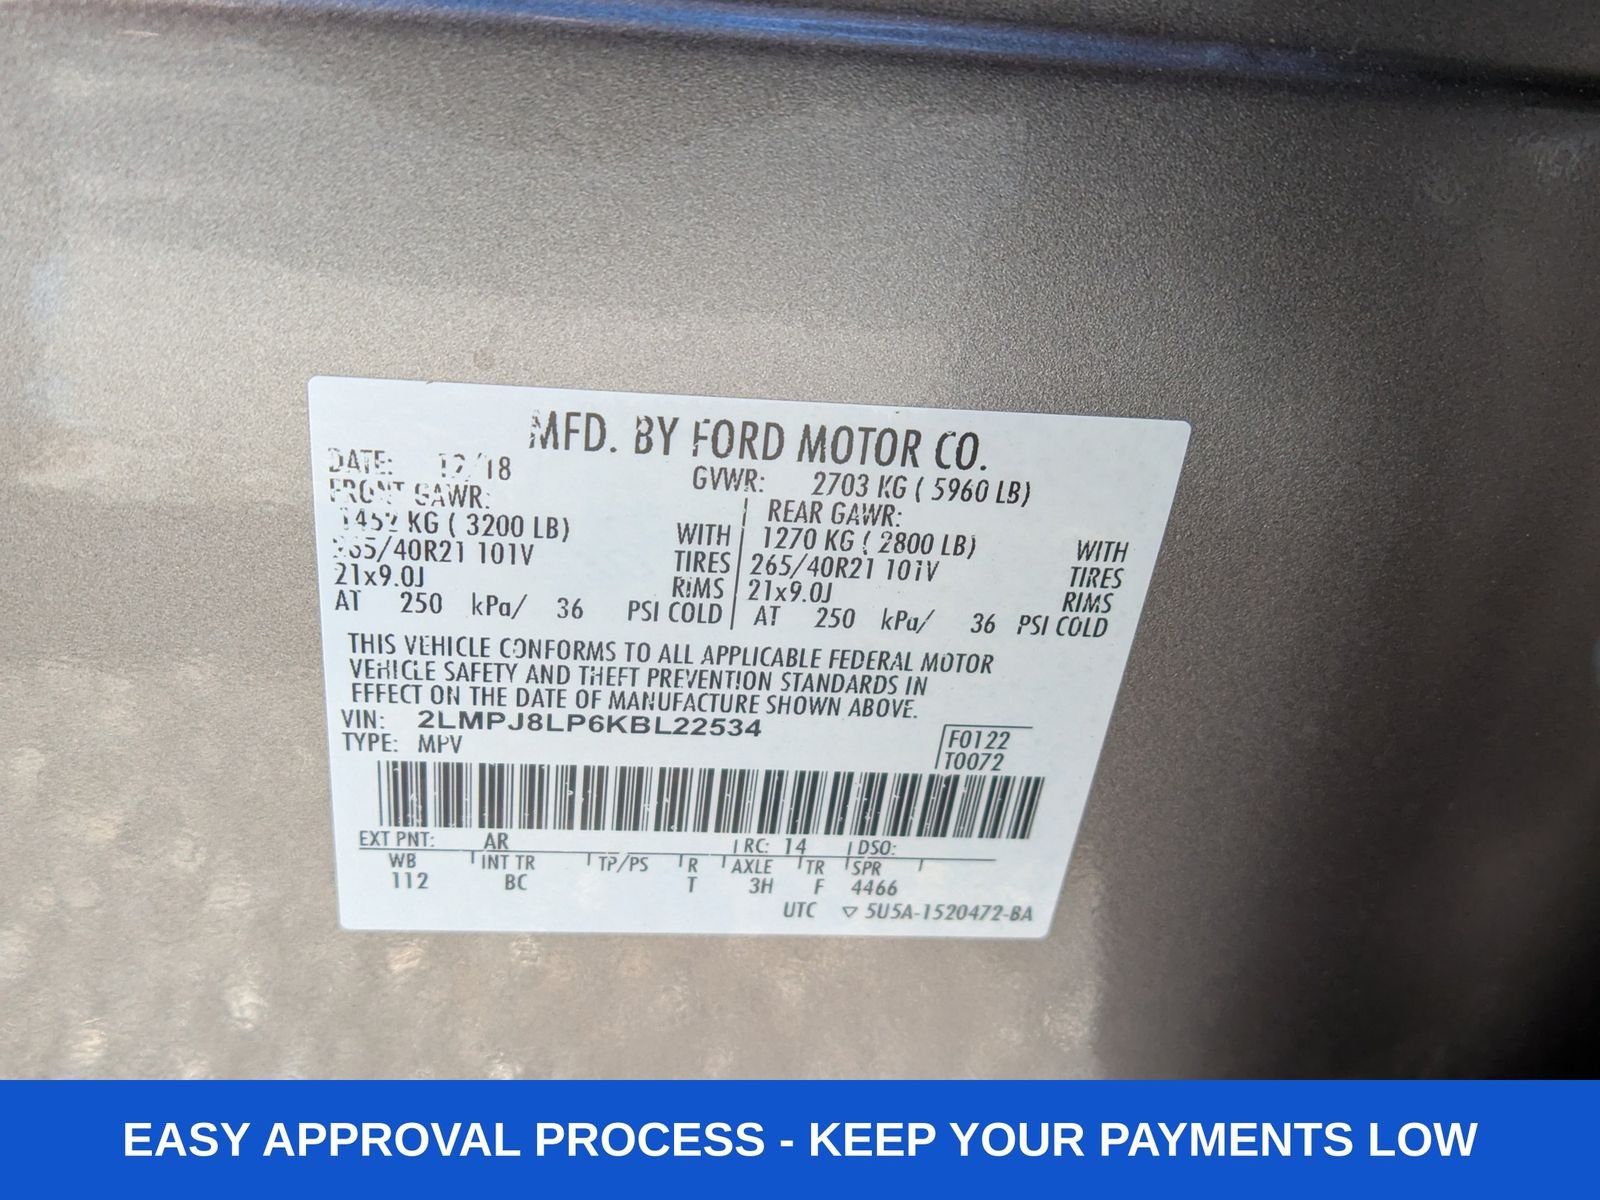 MFD. BY FORD MOTOR CO.
DATE: 12/18 GVWR: 2703 KG ( 5960 LB)
FRONT GAWR: REAR GAWR:
1452 KG ( 3200 LB) WITH 1270 KG ( 2800 LB) WITH
265/40R21 101V TIRES 265/40R21 101V TIRES
21x9.0J RIMS 21x9.0J RIMS
AT 250 kPa/ 36 PSI COLD AT 250 kPa/ 36 PSI COLD
THIS VEHICLE CONFORMS TO ALL APPLICABLE FEDERAL MOTOR
VEHICLE SAFETY AND THEFT PREVENTION STANDARDS IN
EFFECT ON THE DATE OF MANUFACTURE SHOWN ABOVE.
VIN: 2LMPJ8LP6KBL22534
TYPE: MPV
F0122
T0072
EXT PNT: AR RC: 14 DSO:
WB INT TR TP/PS R AXLE TR SPR
112 BC T 3H F 4466
UTC ▽ 5U5A-1520472-BA
EASY APPROVAL PROCESS - KEEP YOUR PAYMENTS LOW